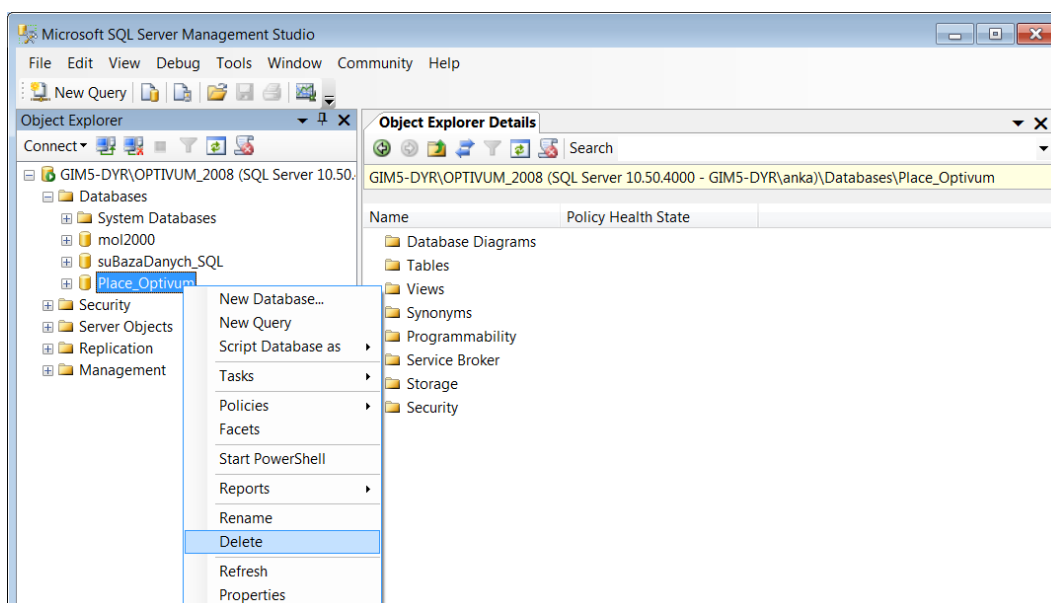 Microsoft SQL Server Management Studio
File Edit View Debug Tools Window Community Help
New Query
Object Explorer
Connect
GIM5-DYR\OPTIVUM_2008 (SQL Server 10.50.
Databases
System Databases
mol2000
suBazaDanych_SQL
Place_Optivum
Security
Server Objects
Replication
Management
New Database...
New Query
Script Database as
Tasks
Policies
Facets
Start PowerShell
Reports
Rename
Delete
Refresh
Properties
Object Explorer Details
Search
GIM5-DYR\OPTIVUM_2008 (SQL Server 10.50.4000 - GIM5-DYR\anka)\Databases\Place_Optivum
Name Policy Health State
Database Diagrams
Tables
Views
Synonyms
Programmability
Service Broker
Storage
Security